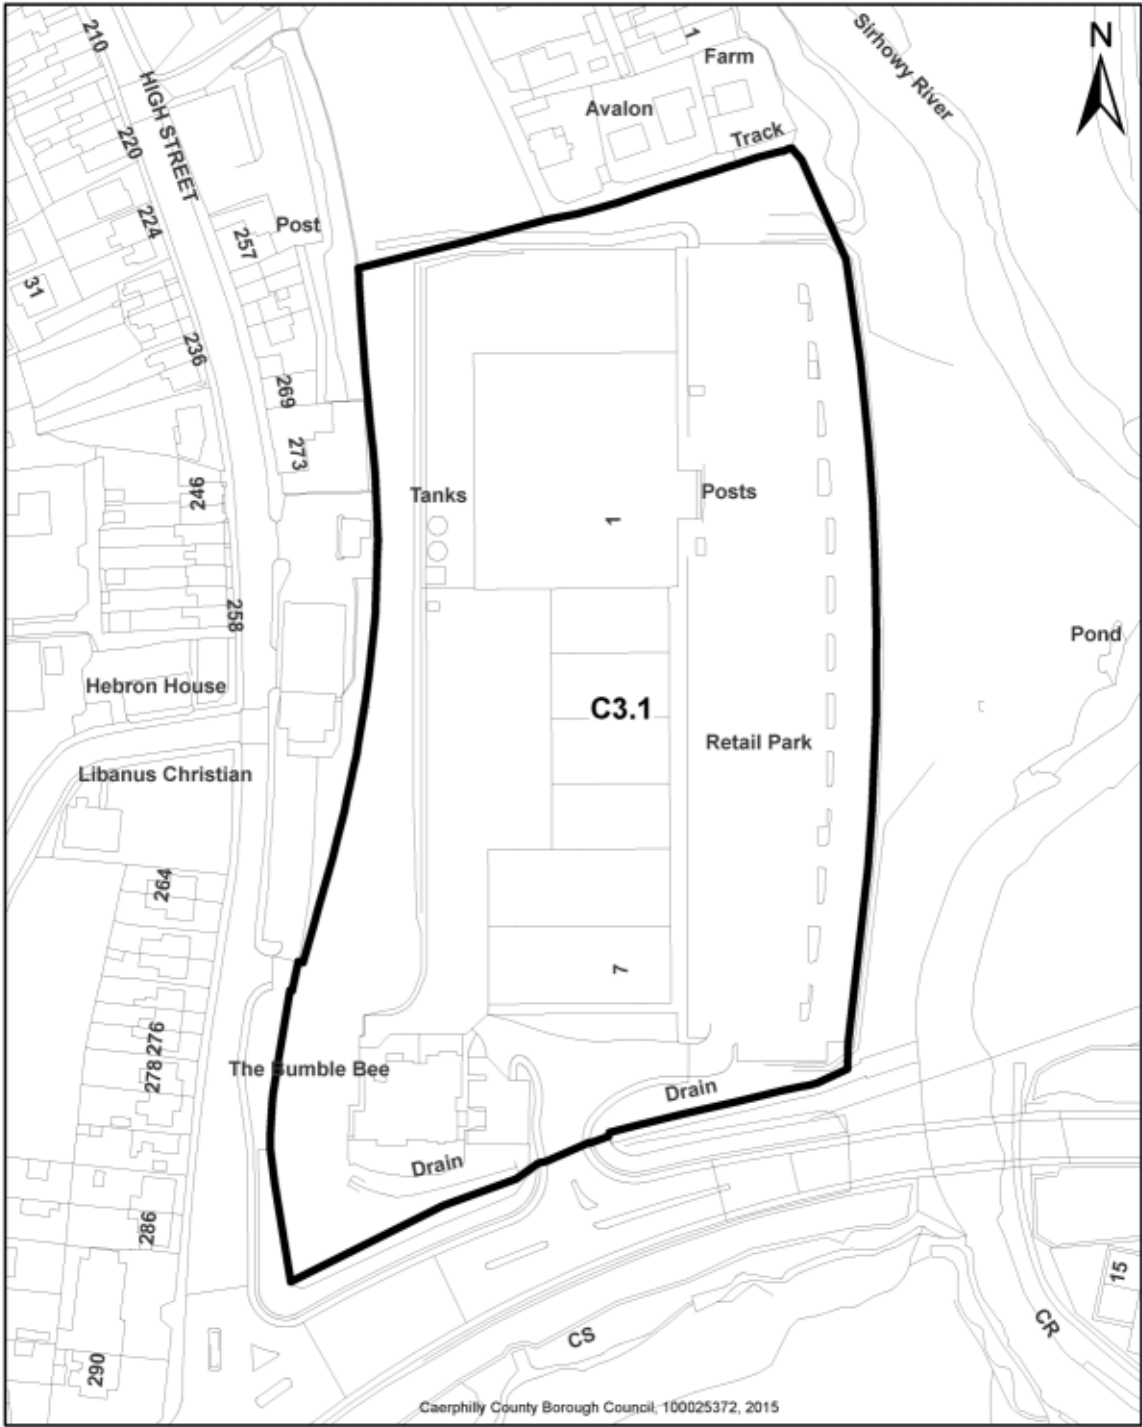 210
HIGH STREET
220
224
257
Post
31
236
269
273
246
258
Hebron House
Libanus Christian
264
276
278
286
290
1
Farm
Avalon
Track
Sirhowy River
N
Tanks
1
Posts
C3.1
Retail Park
Pond
7
The Bumble Bee
Drain
Drain
CS
CR
15
Caerphilly County Borough Council, 100025372, 2015